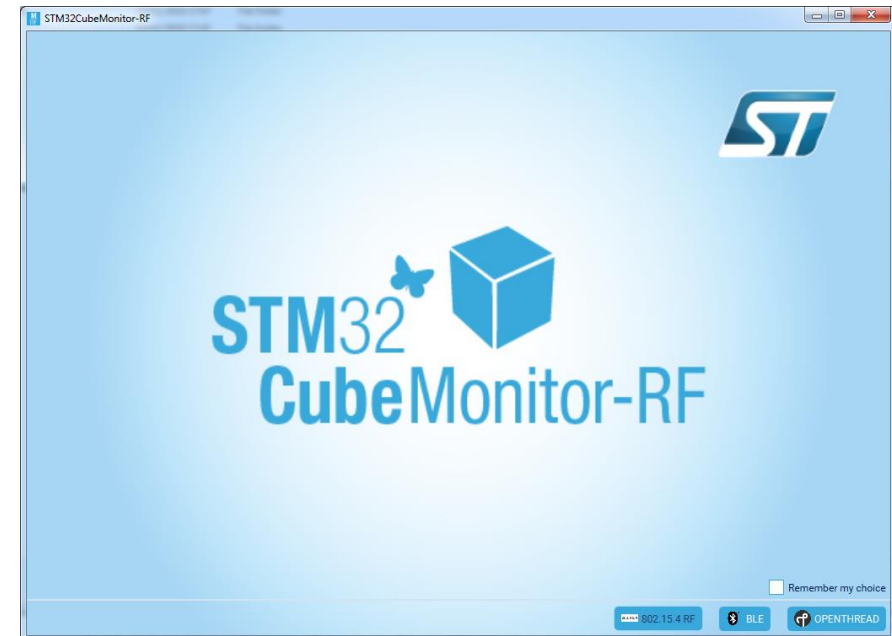 STM32CubeMonitor-RF
ST
STM32
CubeMonitor-RF
Remember my choice
802.15.4 RF
BLE
OPENTHREAD